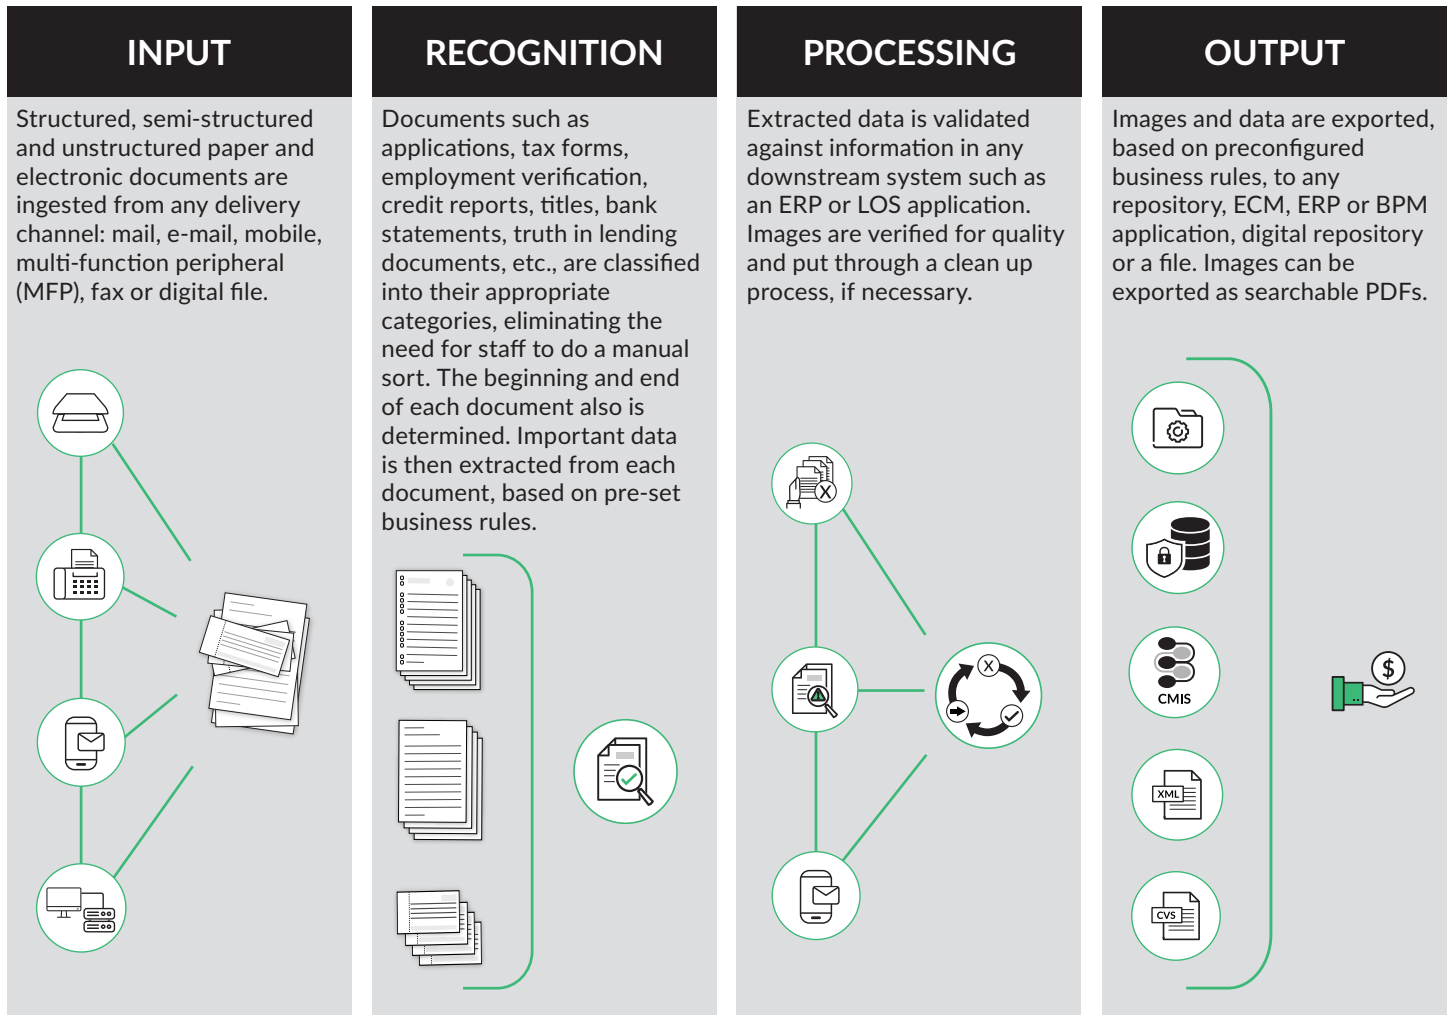 INPUT
Structured, semi-structured
and unstructured paper and
electronic documents are
ingested from any delivery
channel: mail, e-mail, mobile,
multi-function peripheral
(MFP), fax or digital file.
RECOGNITION
Documents such as
applications, tax forms,
employment verification,
credit reports, titles, bank
statements, truth in lending
documents, etc., are classified
into their appropriate
categories, eliminating the
need for staff to do a manual
sort. The beginning and end
of each document also is
determined. Important data
is then extracted from each
document, based on pre-set
business rules.
PROCESSING
Extracted data is validated
against information in any
downstream system such as
an ERP or LOS application.
Images are verified for quality
and put through a clean up
process, if necessary.
X
X
OUTPUT
Images and data are exported,
based on preconfigured
business rules, to any
repository, ECM, ERP or BPM
application, digital repository
or a file. Images can be
exported as searchable PDFs.
CMIS
XML
CVS
$